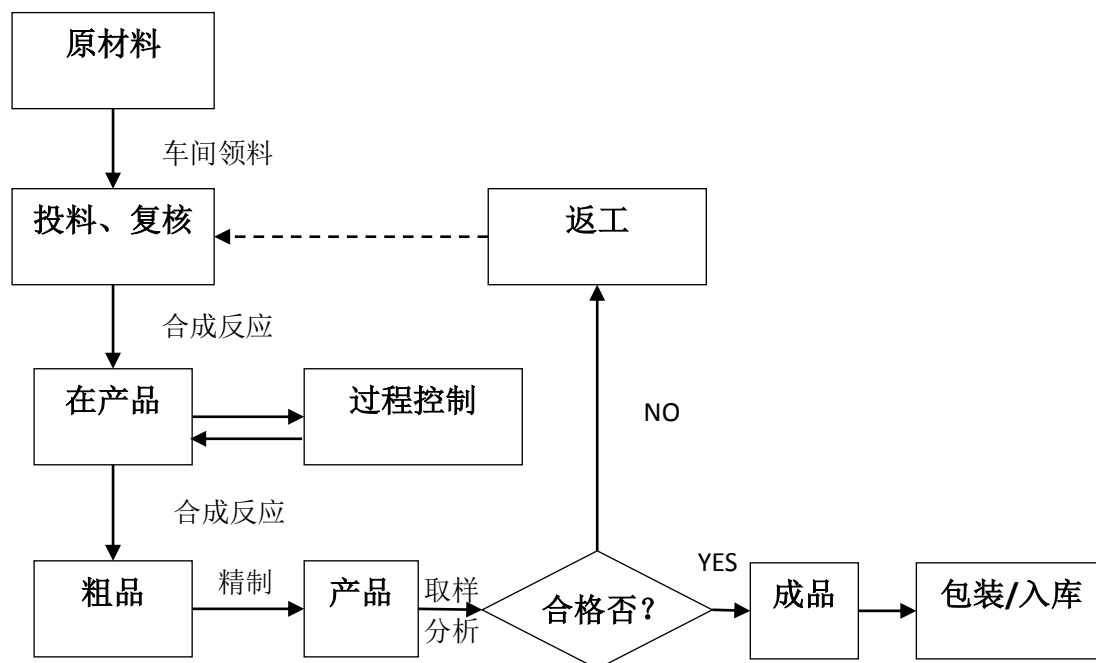 原材料
车间领料
投料、复核
返工
合成反应
在产品
过程控制
NO
合成反应
粗品
精制
产品
取样
分析
合格否？
YES
成品
包装/入库